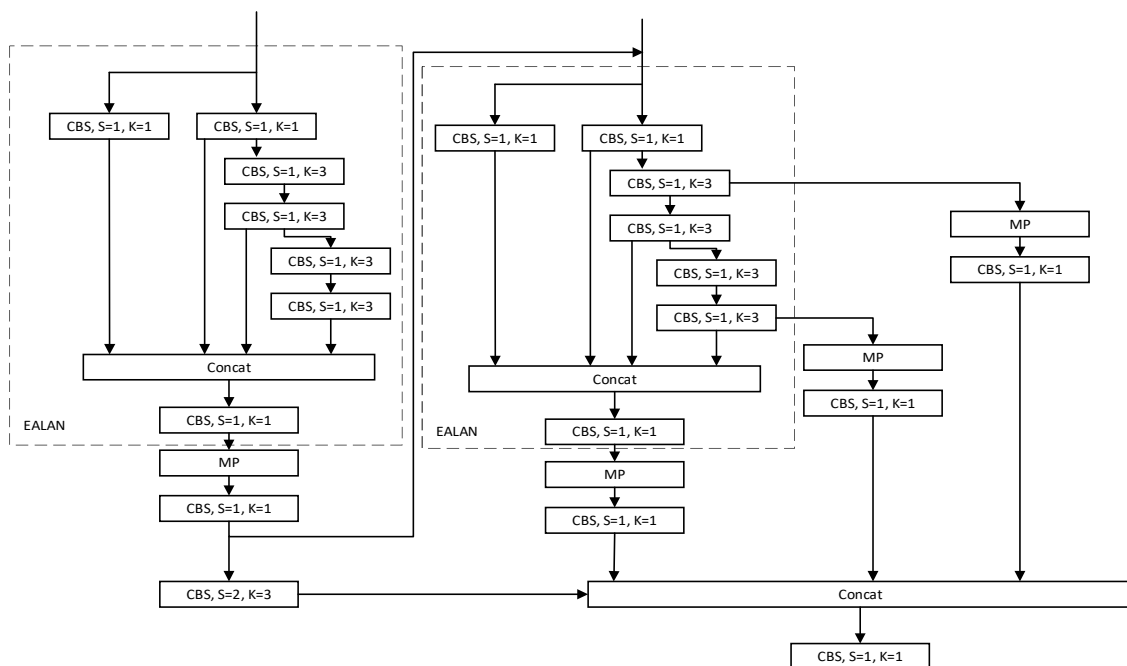 CBS, S=1, K=1
CBS, S=1, K=1
CBS, S=1, K=3
CBS, S=1, K=3
CBS, S=1, K=3
CBS, S=1, K=3
Concat
CBS, S=1, K=1
EALAN
MP
CBS, S=1, K=1
CBS, S=2, K=3
CBS, S=1, K=1
CBS, S=1, K=1
CBS, S=1, K=3
CBS, S=1, K=3
CBS, S=1, K=3
CBS, S=1, K=3
Concat
CBS, S=1, K=1
EALAN
MP
CBS, S=1, K=1
MP
CBS, S=1, K=1
MP
CBS, S=1, K=1
Concat
CBS, S=1, K=1